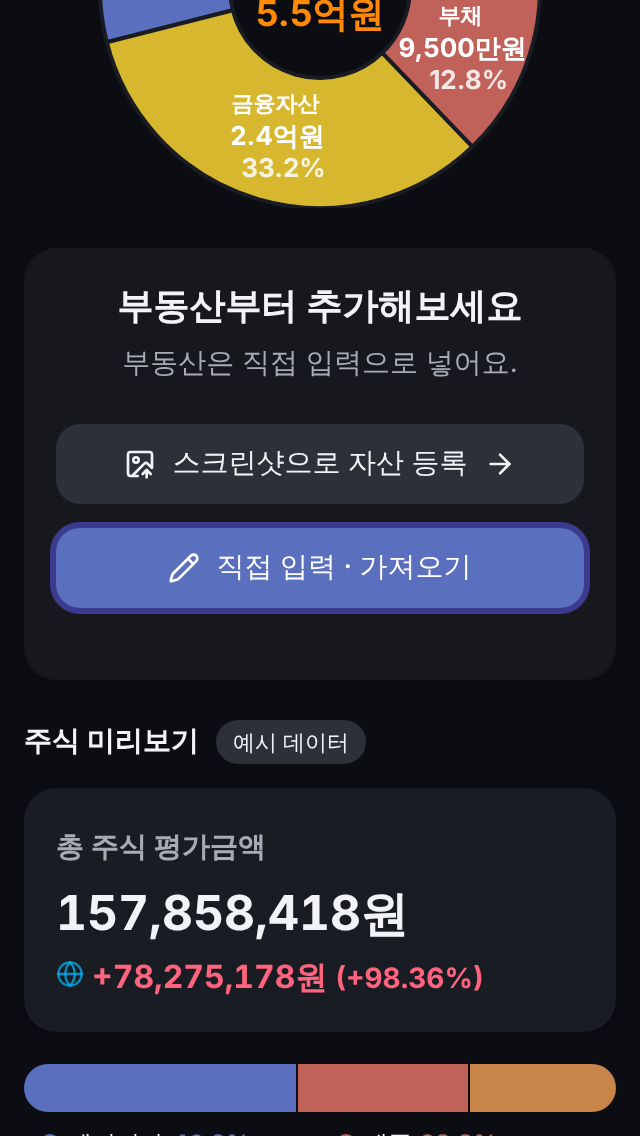 5.5억원
부채
9,500만원
12.8%
금융자산
2.4억원
33.2%
부동산부터 추가해보세요
부동산은 직접 입력으로 넣어요.
스크린샷으로 자산 등록 →
직접 입력 · 가져오기
주식 미리보기
예시 데이터
총 주식 평가금액
157,858,418원
+78,275,178원 (+98.36%)